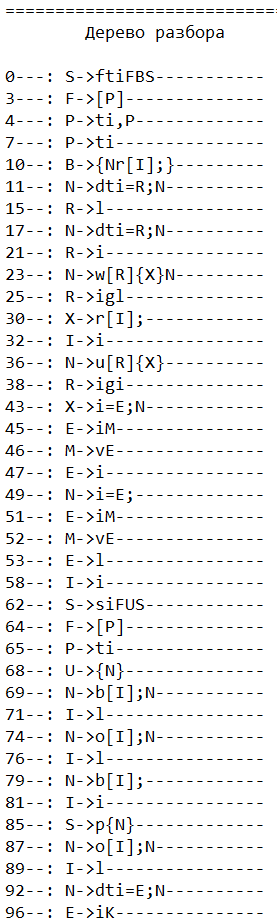 ============================
Дерево разбора
0---: S->ftiFBS-----------
3---: F->[P]--------------
4---: P->ti,P-------------
7---: P->ti---------------
10--: B->{Nr[I];}---------
11--: N->dti=R;N----------
15--: R->l----------------
17--: N->dti=R;N----------
21--: R->i----------------
23--: N->w[R]{X}N---------
25--: R->igl--------------
30--: X->r[I];------------
32--: I->i----------------
36--: N->u[R]{X}----------
38--: R->igi--------------
43--: X->i=E;N------------
45--: E->iM---------------
46--: M->vE---------------
47--: E->i----------------
49--: N->i=E;-------------
51--: E->iM---------------
52--: M->vE---------------
53--: E->l----------------
58--: I->i----------------
62--: S->siFUS------------
64--: F->[P]--------------
65--: P->ti---------------
68--: U->{N}--------------
69--: N->b[I];N-----------
71--: I->l----------------
74--: N->o[I];N-----------
76--: I->l----------------
79--: N->b[I];------------
81--: I->i----------------
85--: S->p{N}-------------
87--: N->o[I];N-----------
89--: I->l----------------
92--: N->dti=E;N----------
96--: E->iK---------------